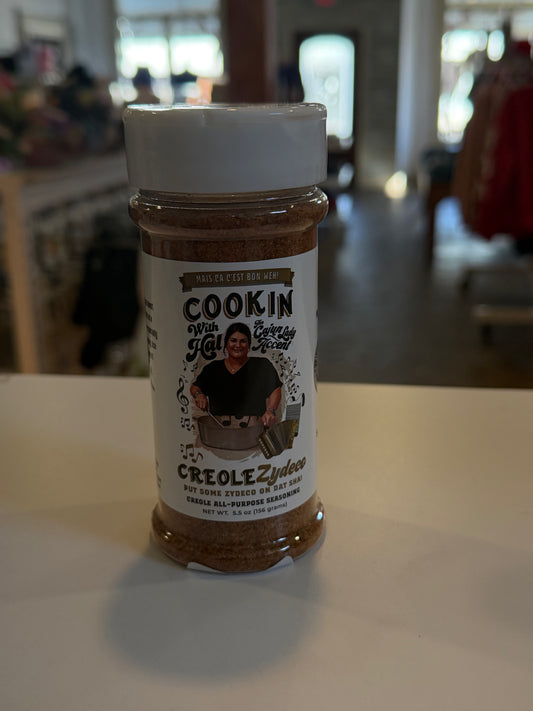 MAIS ÇA C'EST BON WEH!
COOKIN
With Hal
The Cajun Lady Accent
CREOLE Zydeco
PUT SOME ZYDECO ON DAT SHA!
CREOLE ALL-PURPOSE SEASONING
NET WT. 5.5 oz (156 grams)